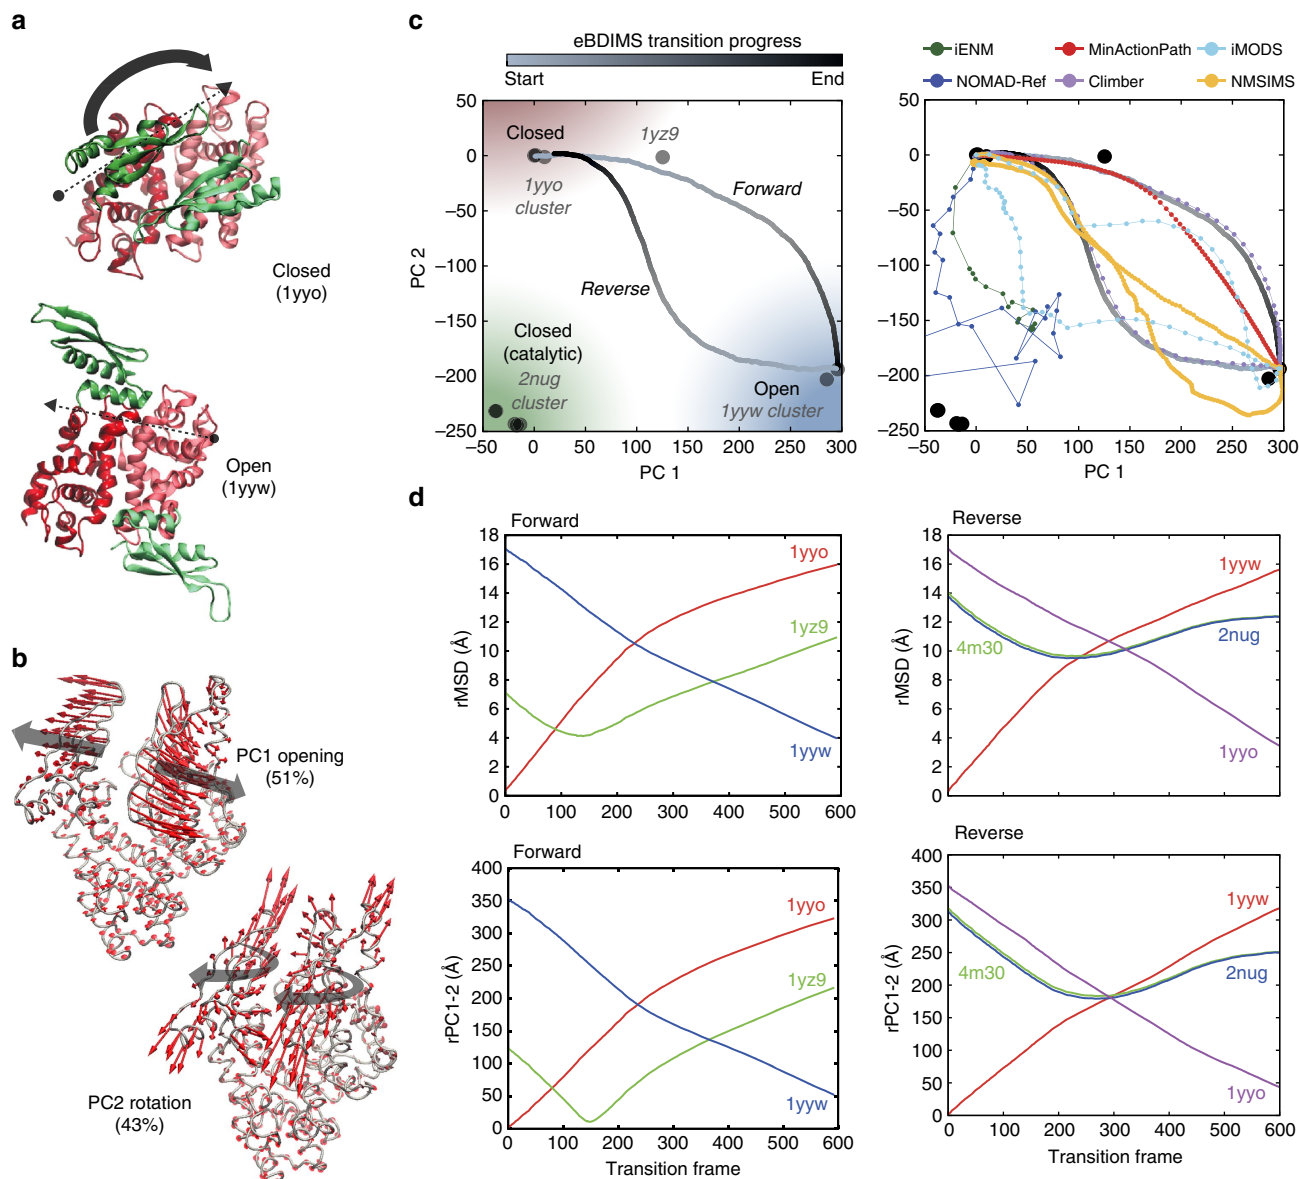 a
Closed
(1yyo)
Open
(1yyw)
b
PC1 opening
(51%)
PC2 rotation
(43%)
c
eBDIMS transition progress
Start
End
50
0
−50
−100
−150
−200
−250
PC 2
Closed
1yyo
cluster
1yz9
Forward
Reverse
Closed
(catalytic)
2nug
cluster
Open
1yyw cluster
−50
0
50
100
150
200
250
300
PC 1
iENM
MinActionPath
iMODS
NOMAD-Ref
Climber
NMSIMS
50
0
−50
−100
−150
−200
−250
−50
0
50
100
150
200
250
300
PC 1
d
Forward
18
16
14
12
10
8
6
4
2
0
rMSD (Å)
1yyo
1yz9
1yyw
0
100
200
300
400
500
600
Reverse
18
16
14
12
10
8
6
4
2
0
rMSD (Å)
1yyw
4m30
2nug
1yyo
0
100
200
300
400
500
600
Forward
400
350
300
250
200
150
100
50
0
rPC1-2 (Å)
1yyo
1yz9
1yyw
0
100
200
300
400
500
600
Transition frame
Reverse
400
350
300
250
200
150
100
50
0
rPC1-2 (Å)
1yyw
4m30
2nug
1yyo
0
100
200
300
400
500
600
Transition frame